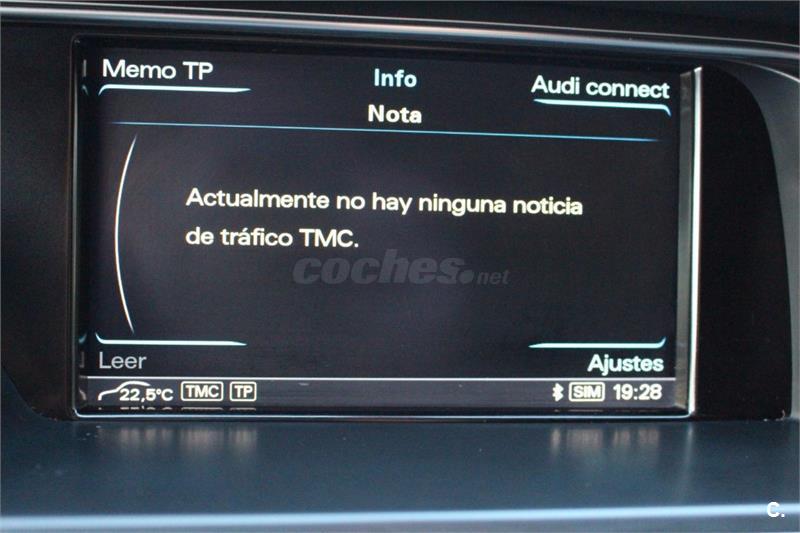 Memo TP
Info
Audi connect
Nota
Actualmente no hay ninguna noticia
de tráfico TMC.
coches.net
Leer
Ajustes
22,5°C TMC TP
SIM 19:28
c.